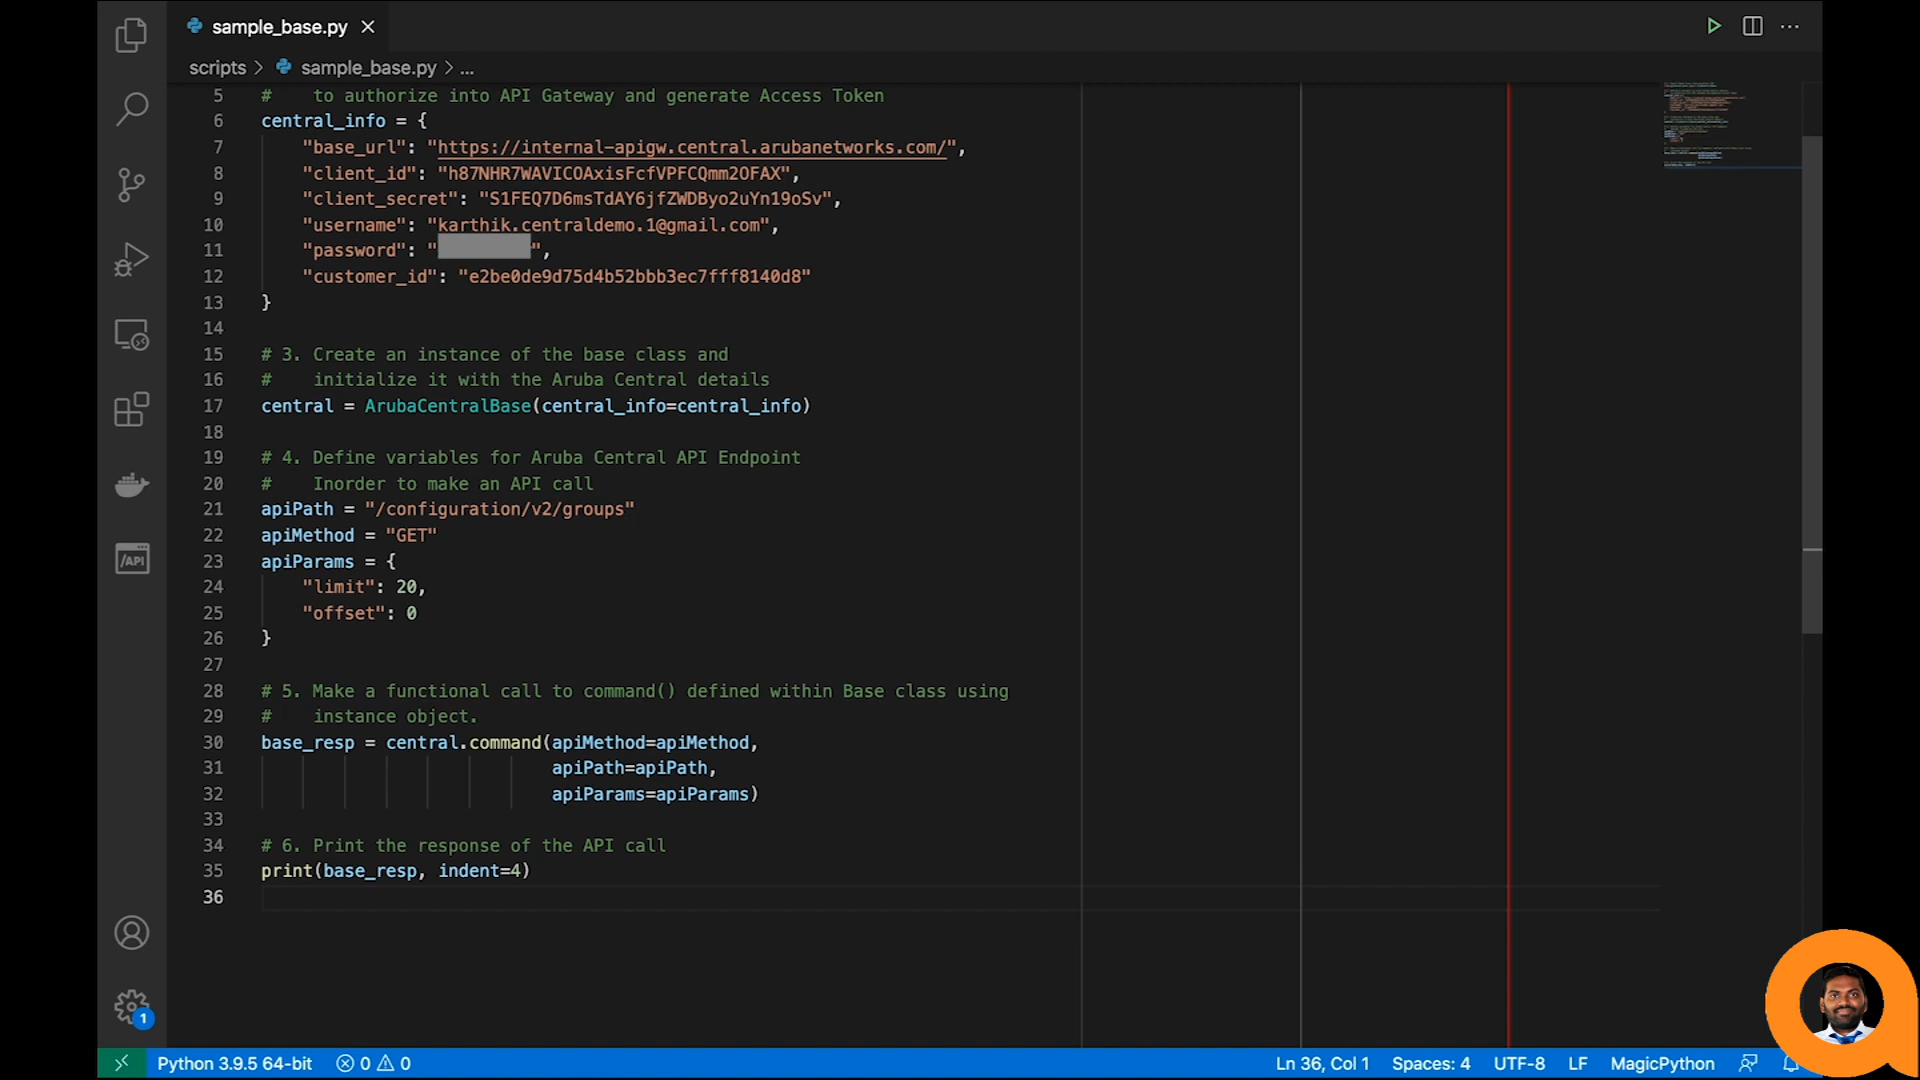 sample_base.py
scripts > sample_base.py > ...
5 #    to authorize into API Gateway and generate Access Token
6 central_info = {
7     "base_url": "https://internal-apigw.central.arubanetworks.com/",
8     "client_id": "h87NHR7WAVICOAxisFcfVPFCQmm2OFAX",
9     "client_secret": "S1FEQ7D6msTdAY6jfZWDByo2uYn19oSv",
10     "username": "karthik.centraldemo.1@gmail.com",
11     "password": "",
12     "customer_id": "e2be0de9d75d4b52bbb3ec7fff8140d8"
13 }
14
15 # 3. Create an instance of the base class and
16 #    initialize it with the Aruba Central details
17 central = ArubaCentralBase(central_info=central_info)
18
19 # 4. Define variables for Aruba Central API Endpoint
20 #    Inorder to make an API call
21 apiPath = "/configuration/v2/groups"
22 apiMethod = "GET"
23 apiParams = {
24     "limit": 20,
25     "offset": 0
26 }
27
28 # 5. Make a functional call to command() defined within Base class using
29 #    instance object.
30 base_resp = central.command(apiMethod=apiMethod,
31                             apiPath=apiPath,
32                             apiParams=apiParams)
33
34 # 6. Print the response of the API call
35 print(base_resp, indent=4)
36
/API
1
Python 3.9.5 64-bit 0 0 Ln 36, Col 1 Spaces: 4 UTF-8 LF MagicPython